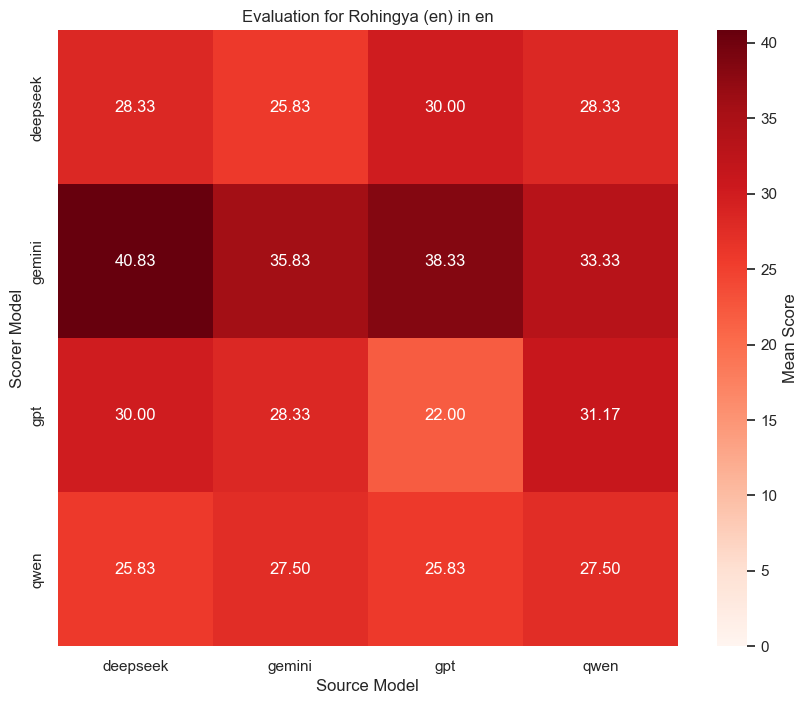 Evaluation for Rohingya (en) in en
Scorer Model
deepseek
28.33 25.83 30.00 28.33
gemini
40.83 35.83 38.33 33.33
gpt
30.00 28.33 22.00 31.17
qwen
25.83 27.50 25.83 27.50
deepseek gemini gpt qwen
Source Model
40
35
30
25
20
15
10
5
0
Mean Score